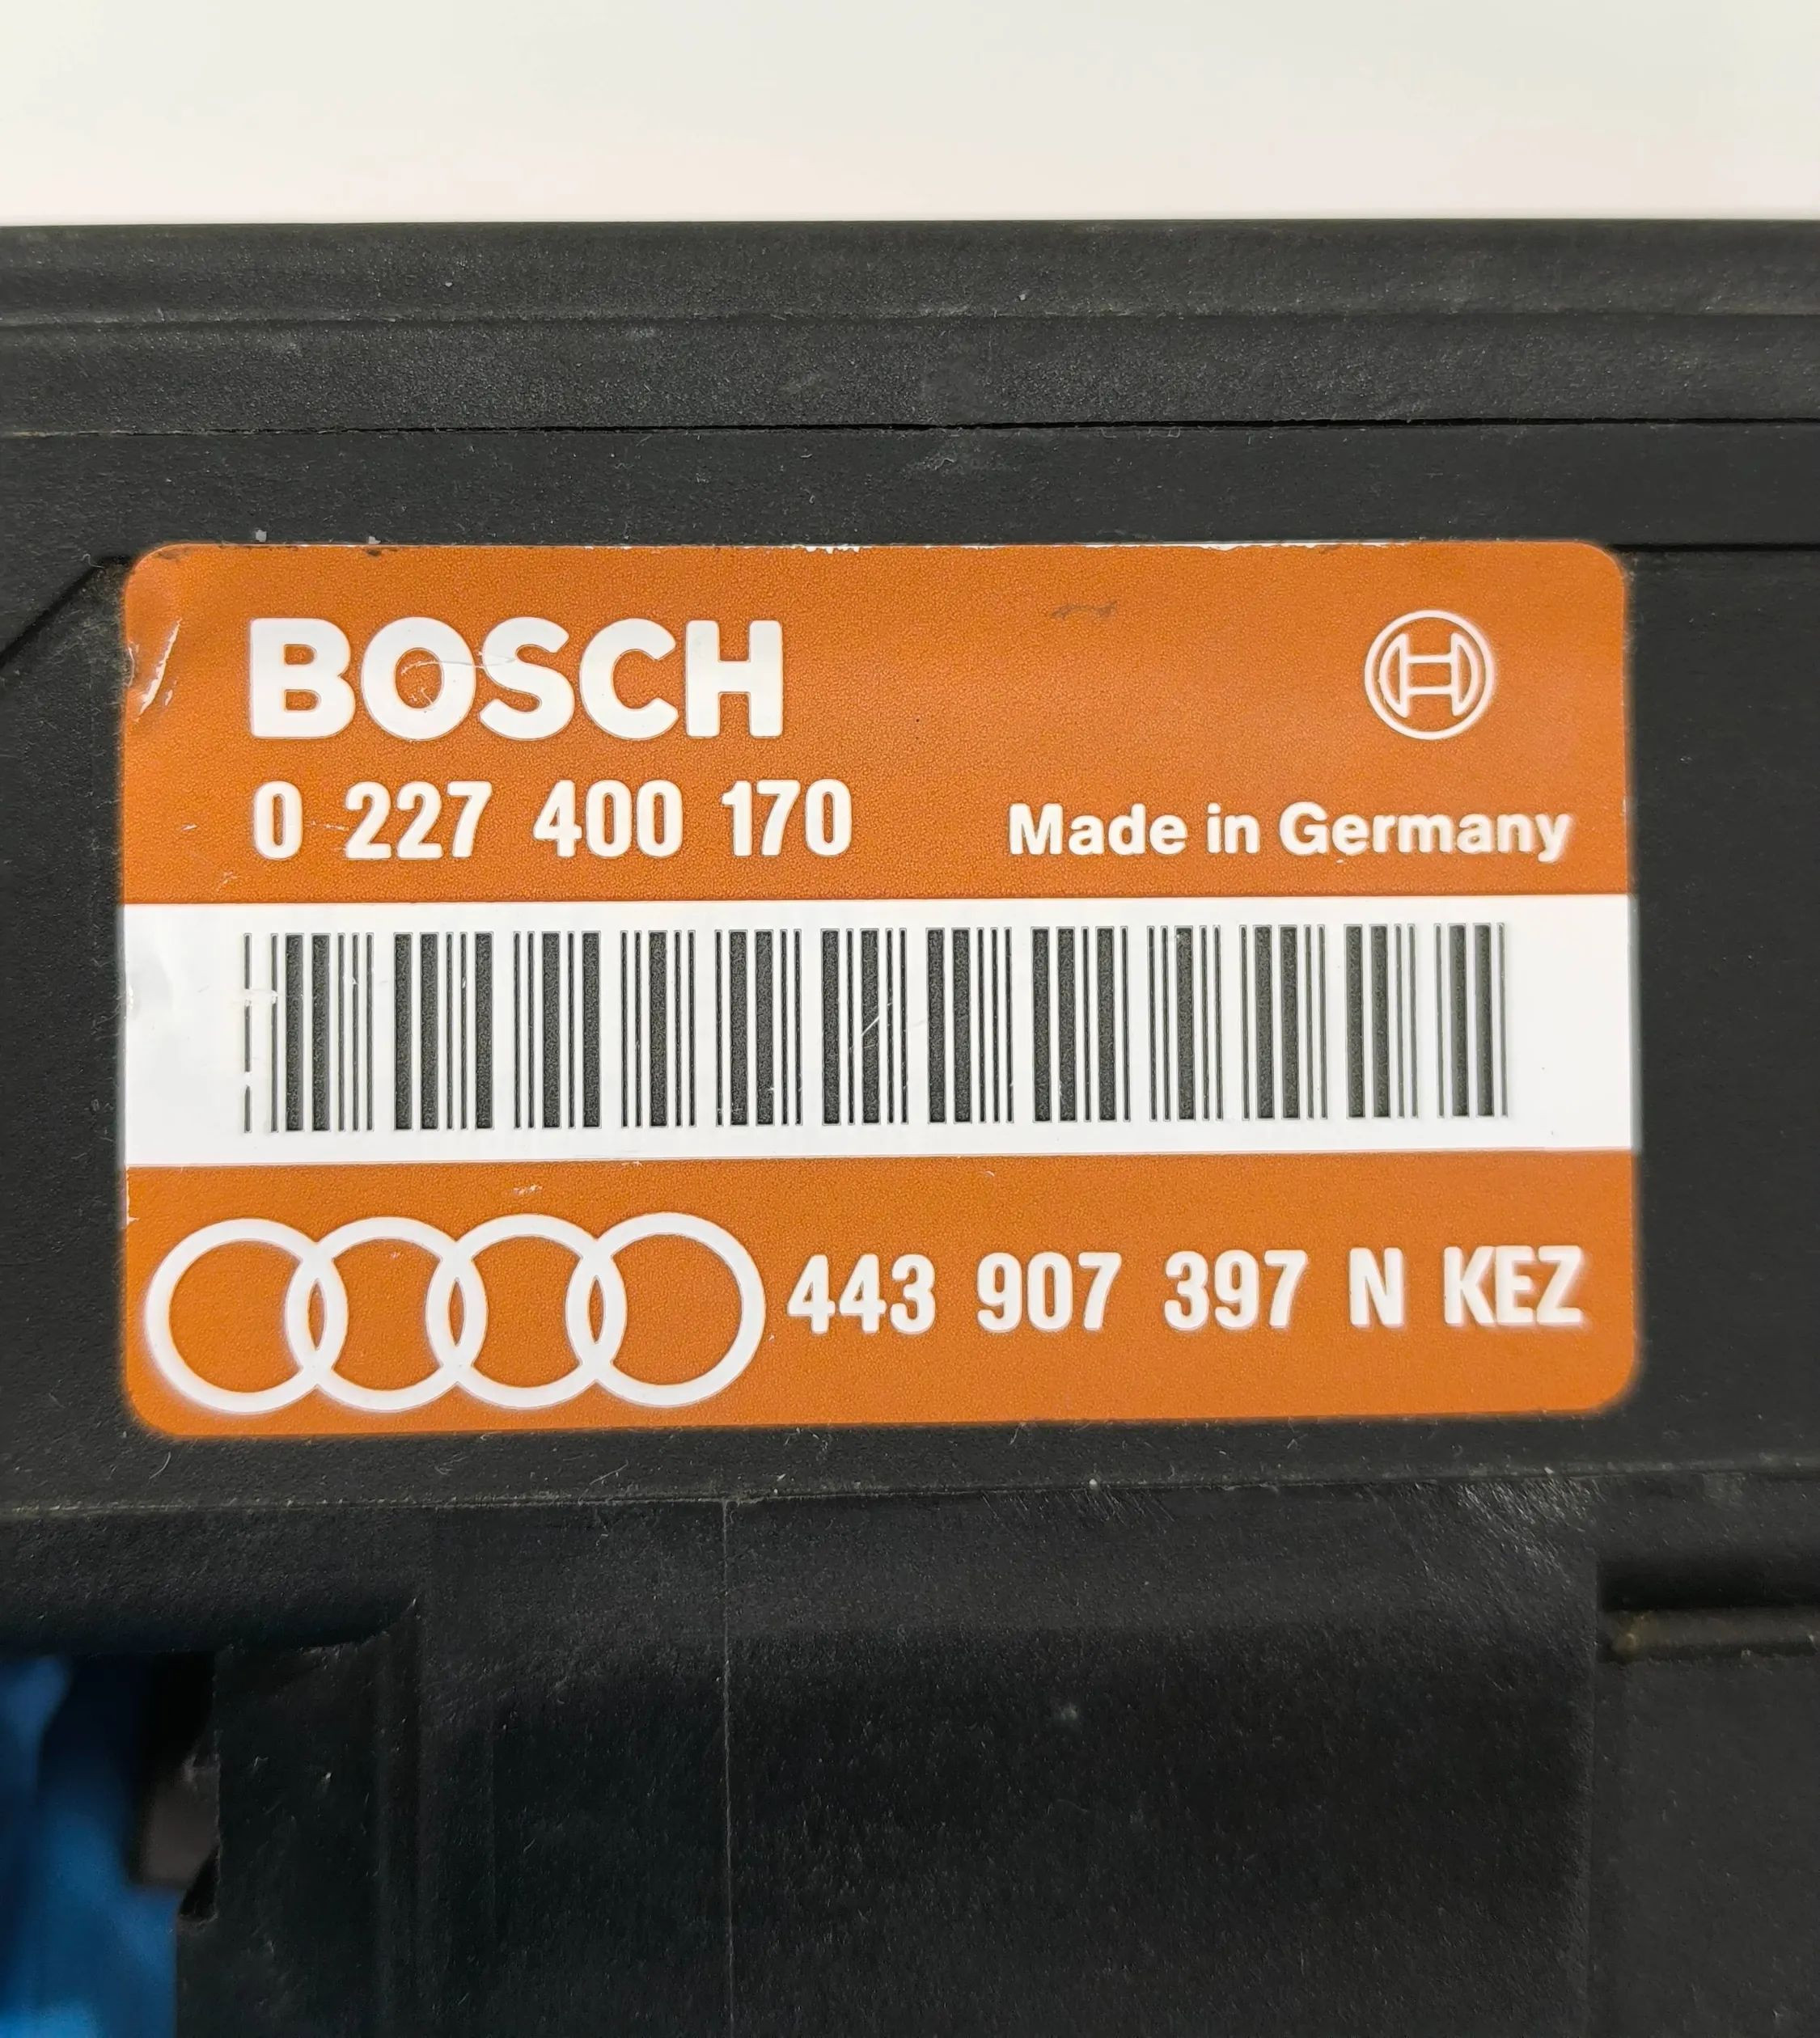 BOSCH
0 227 400 170 Made in Germany
443 907 397 N KEZ